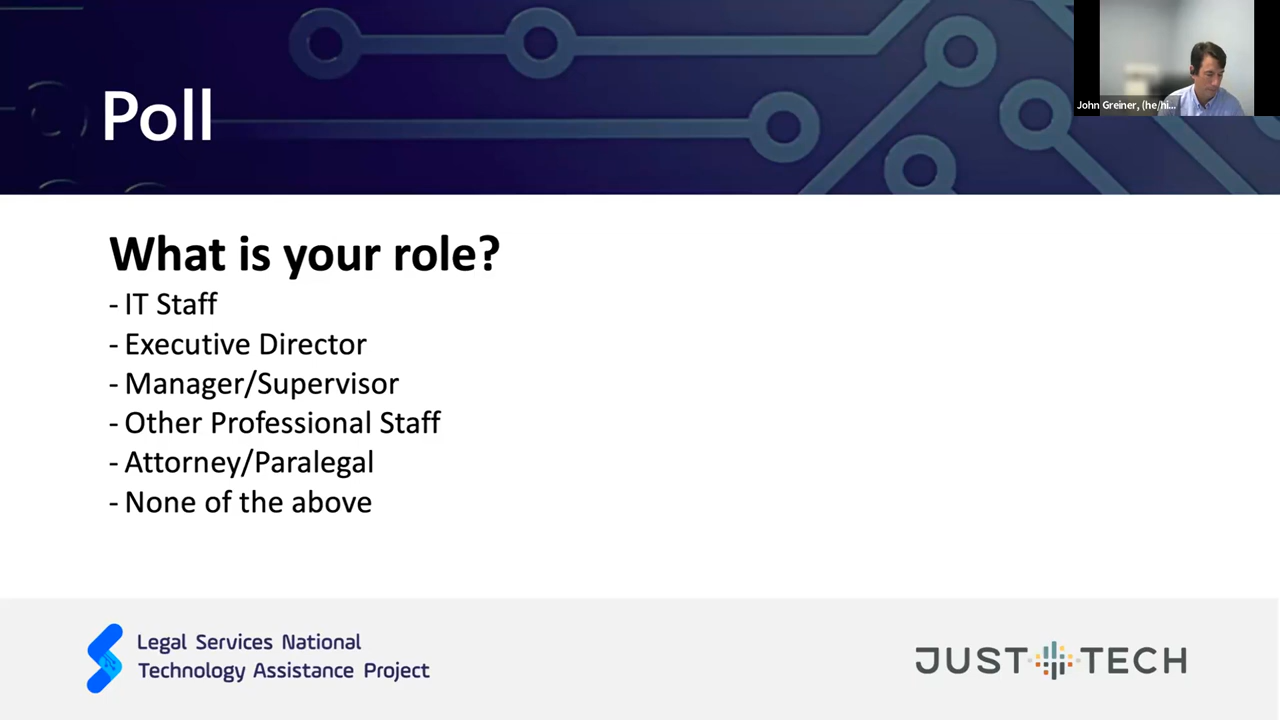 Poll
John Greiner, (he/hi...
What is your role?
- IT Staff
- Executive Director
- Manager/Supervisor
- Other Professional Staff
- Attorney/Paralegal
- None of the above
Legal Services National
Technology Assistance Project
JUST TECH